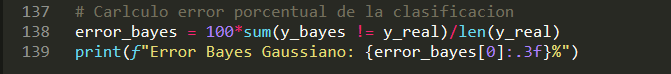 137 # Carlculo error porcentual de la clasificacion
138 error_bayes = 100*sum(y_bayes != y_real)/len(y_real)
139 print(f"Error Bayes Gaussiano: {error_bayes[0]:.3f}%")